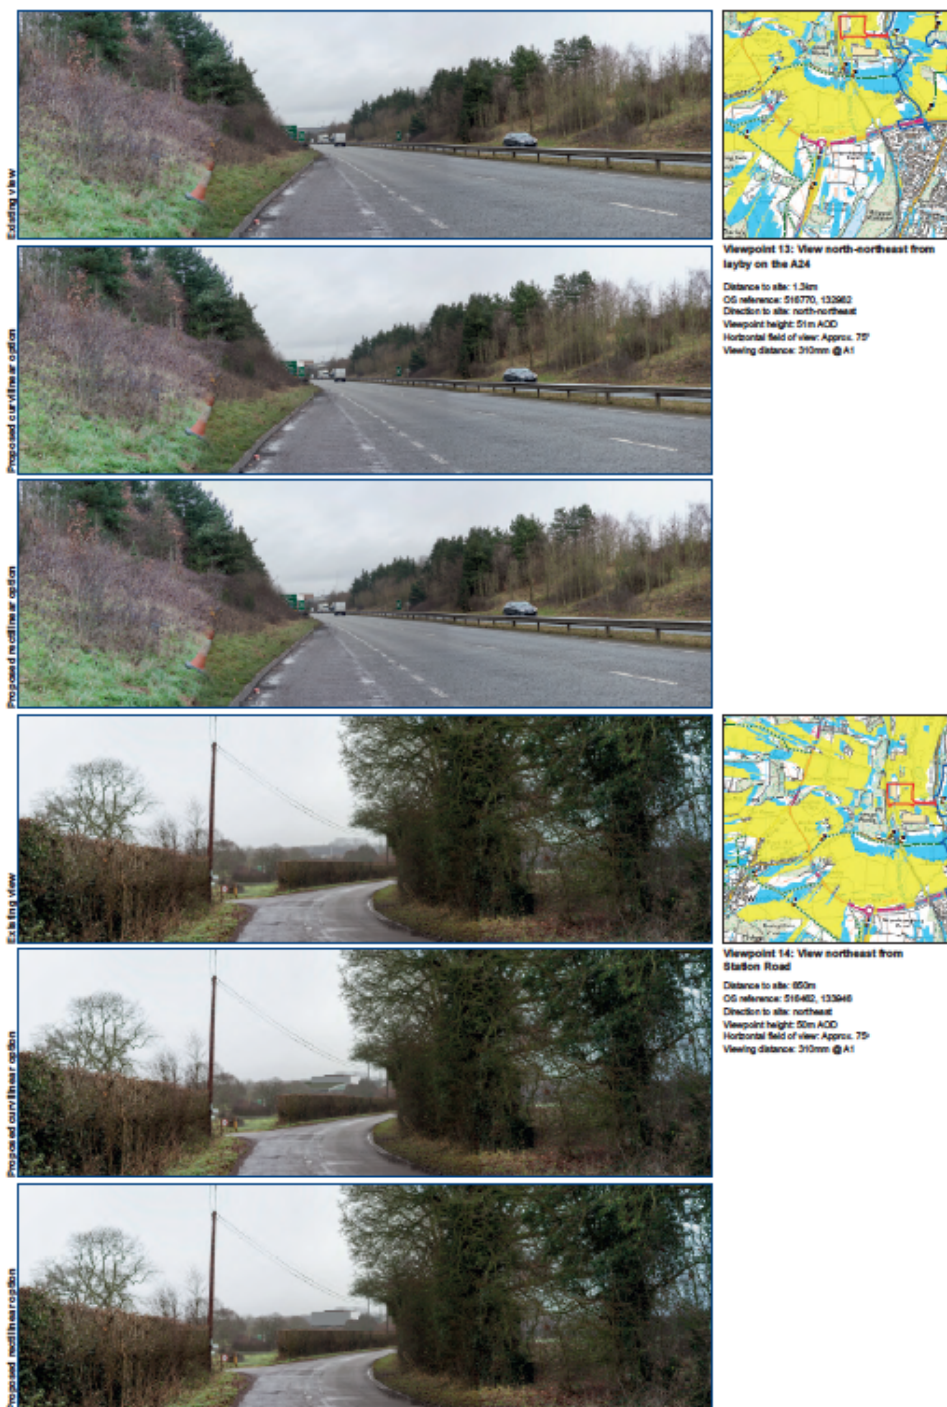 Existing view
Proposed curvilinear option
Proposed rectilinear option
Viewpoint 13: View north-northeast from
layby on the A24
Distance to site: 1.3km
OS reference: 516770, 132982
Direction to site: north-northeast
Viewpoint height: 51m AOD
Horizontal field of view: Approx. 75°
Viewing distance: 310mm @ A1
Existing view
Proposed curvilinear option
Proposed rectilinear option
Viewpoint 14: View northeast from
Station Road
Distance to site: 650m
OS reference: 516462, 133946
Direction to site: northeast
Viewpoint height: 50m AOD
Horizontal field of view: Approx. 75°
Viewing distance: 310mm @ A1